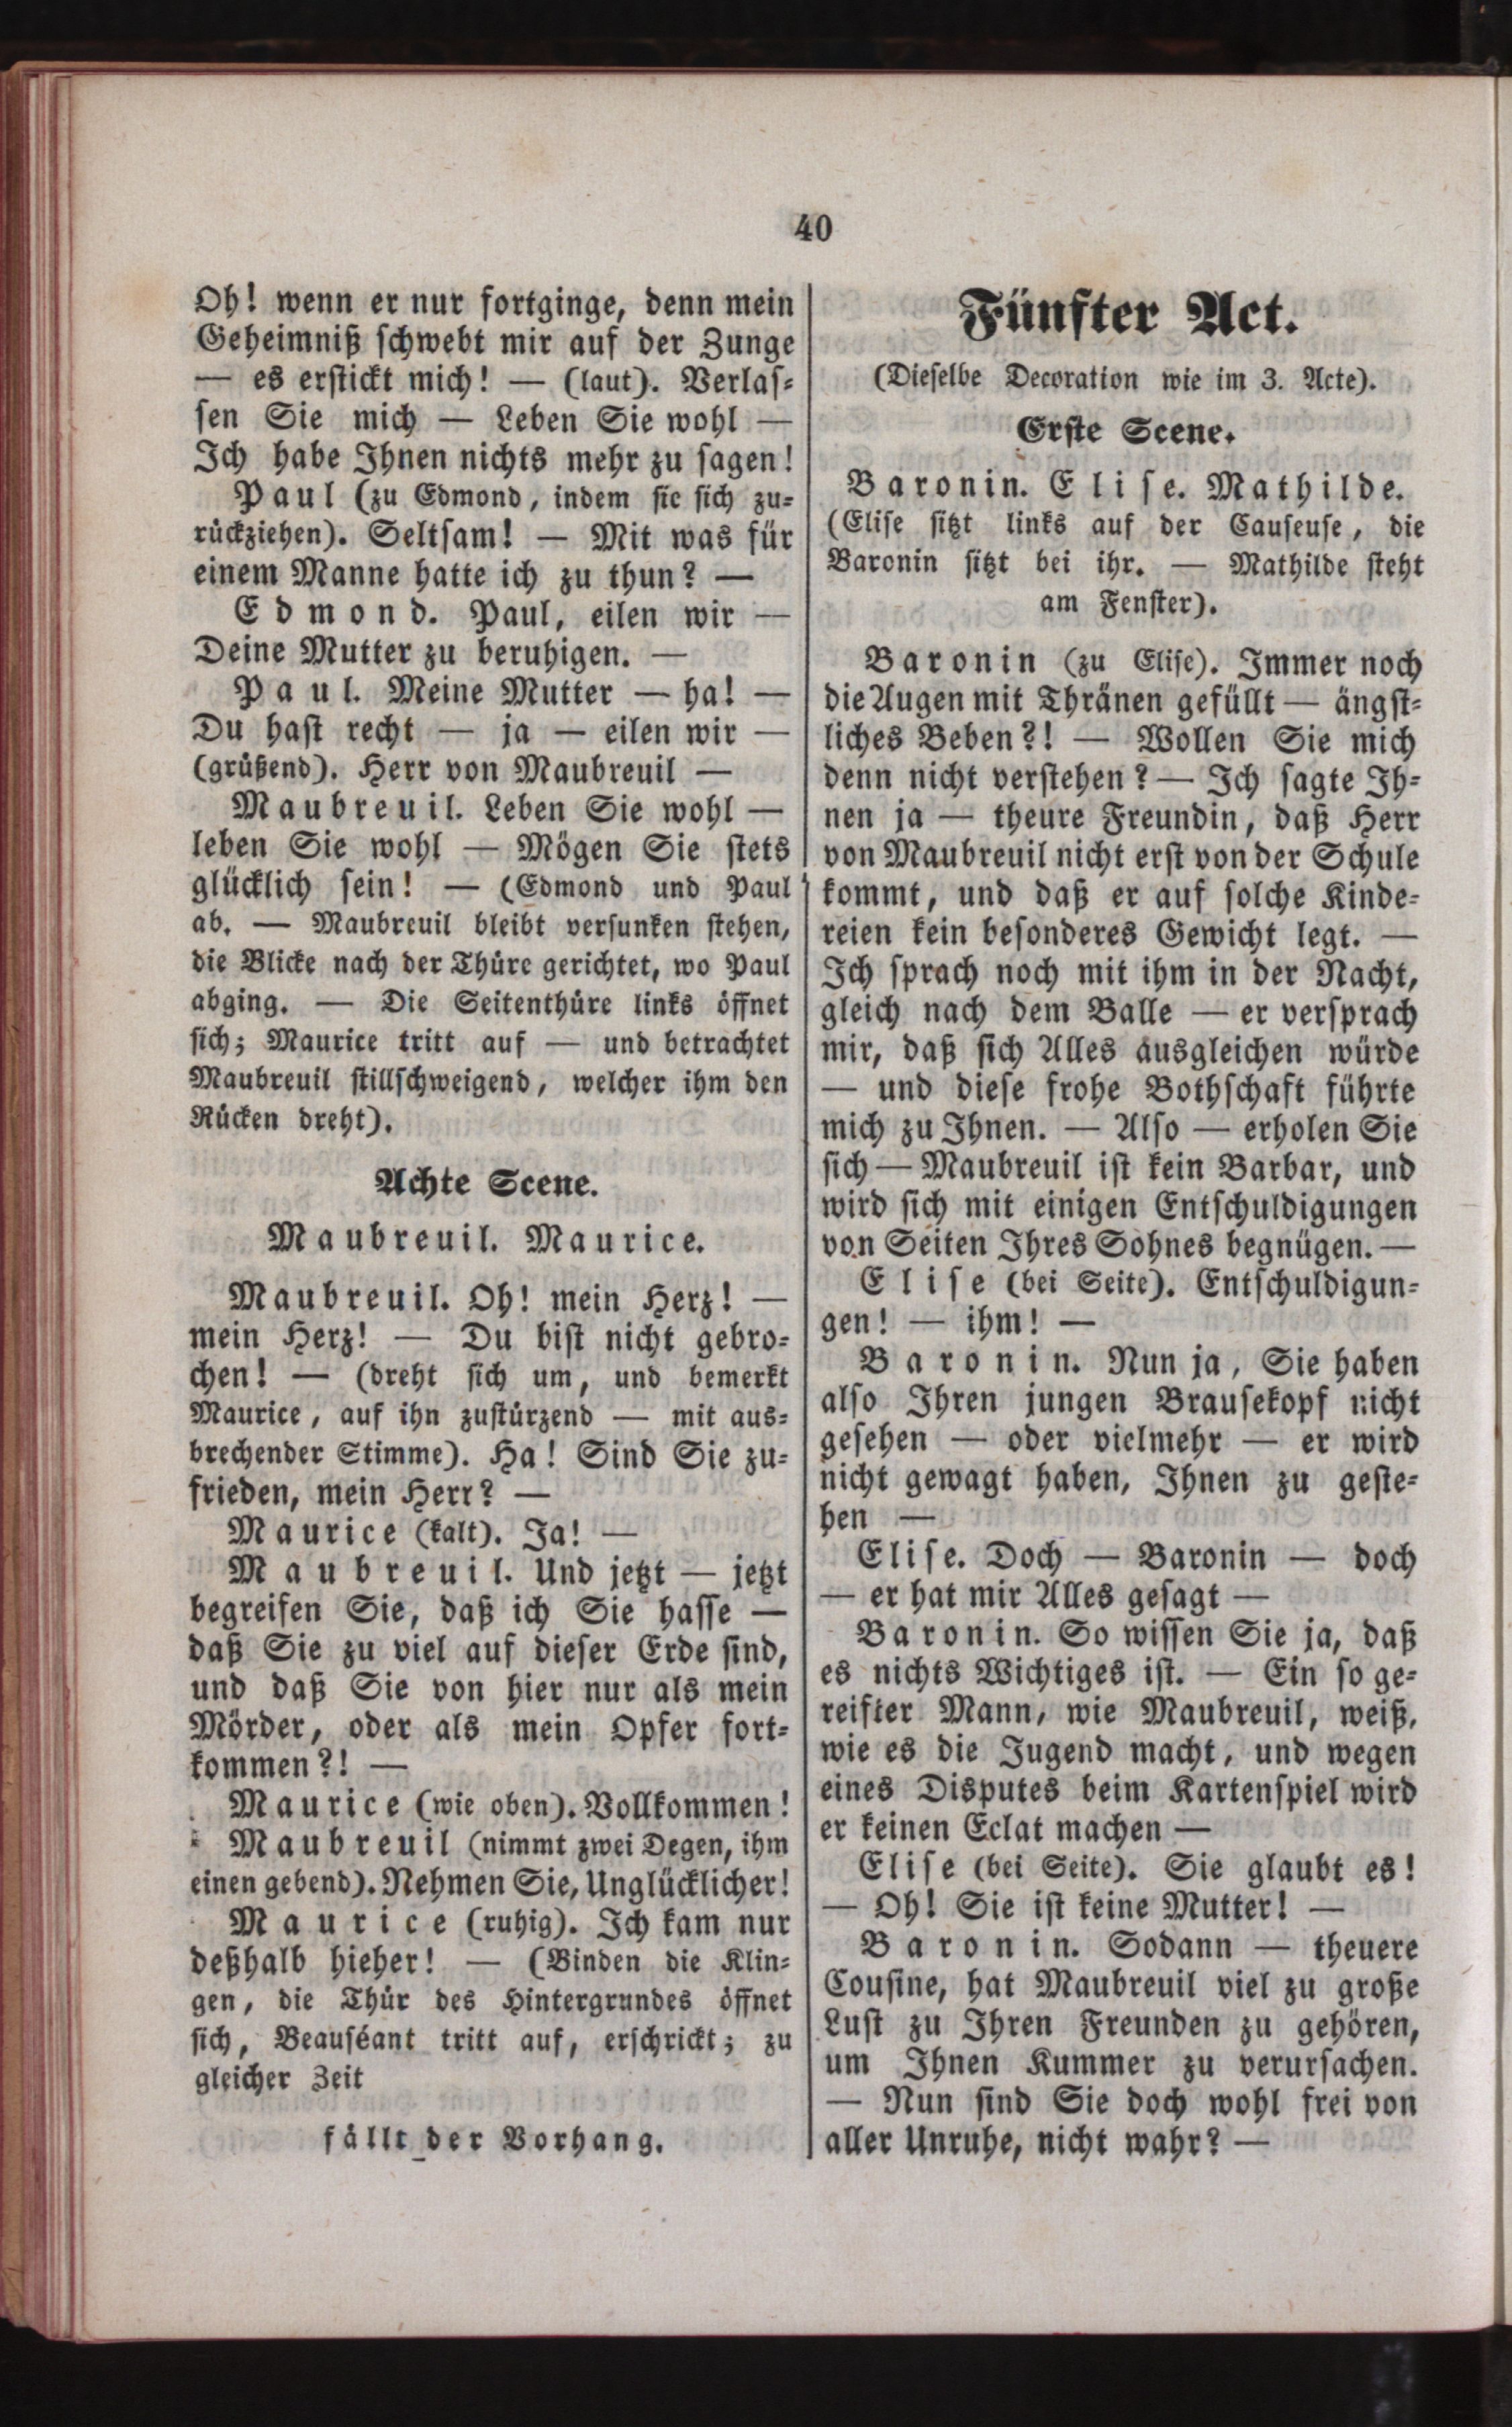 40
Oh! wenn er nur fortginge, denn mein
Geheimniß schwebt mir auf der Zunge
— es erstickt mich! — (laut). Verlas-
sen Sie mich — Leben Sie wohl —
Ich habe Ihnen nichts mehr zu sagen!
Paul (zu Edmond, indem sie sich zu-
rückziehen). Seltsam! — Mit was für
einem Manne hatte ich zu thun? —
Edmond. Paul, eilen wir —
Deine Mutter zu beruhigen. —
Paul. Meine Mutter — ha! —
Du hast recht — ja — eilen wir —
(grüßend). Herr von Maubreuil —
Maubreuil. Leben Sie wohl —
leben Sie wohl — Mögen Sie stets
glücklich sein! — (Edmond und Paul
ab. — Maubreuil bleibt versunken stehen,
die Blicke nach der Thüre gerichtet, wo Paul
abging. — Die Seitenthüre links öffnet
sich; Maurice tritt auf — und betrachtet
Maubreuil stillschweigend, welcher ihm den
Rücken dreht).
Achte Scene.
Maubreuil. Maurice.
Maubreuil. Oh! mein Herz! —
mein Herz! — Du bist nicht gebro-
chen! — (dreht sich um, und bemerkt
Maurice, auf ihn zustürzend — mit aus-
brechender Stimme). Ha! Sind Sie zu-
frieden, mein Herr? —
Maurice (kalt). Ja! —
Maubreuil. Und jetzt — jetzt
begreifen Sie, daß ich Sie hasse —
daß Sie zu viel auf dieser Erde sind,
und daß Sie von hier nur als mein
Mörder, oder als mein Opfer fort-
kommen?! —
Maurice (wie oben). Vollkommen!
Maubreuil (nimmt zwei Degen, ihm
einen gebend). Nehmen Sie, Unglücklicher!
Maurice (ruhig). Ich kam nur
deßhalb hieher! — (Binden die Klin-
gen, die Thür des Hintergrundes öffnet
sich, Beauséant tritt auf, erschrickt; zu
gleicher Zeit
fällt der Vorhang.
Fünfter Act.
(Dieselbe Decoration wie im 3. Acte).
Erste Scene.
Baronin. Elise. Mathilde.
(Elise sitzt links auf der Causeuse, die
Baronin sitzt bei ihr. — Mathilde steht
am Fenster).
Baronin (zu Elise). Immer noch
die Augen mit Thränen gefüllt — ängst-
liches Beben?! — Wollen Sie mich
denn nicht verstehen? — Ich sagte Ih-
nen ja — theure Freundin, daß Herr
von Maubreuil nicht erst von der Schule
kommt, und daß er auf solche Kinde-
reien kein besonderes Gewicht legt. —
Ich sprach noch mit ihm in der Nacht,
gleich nach dem Balle — er versprach
mir, daß sich Alles ausgleichen würde
— und diese frohe Bothschaft führte
mich zu Ihnen. — Also — erholen Sie
sich — Maubreuil ist kein Barbar, und
wird sich mit einigen Entschuldigungen
von Seiten Ihres Sohnes begnügen. —
Elise (bei Seite). Entschuldigun-
gen! — ihm! —
Baronin. Nun ja, Sie haben
also Ihren jungen Brausekopf nicht
gesehen — oder vielmehr — er wird
nicht gewagt haben, Ihnen zu geste-
hen —
Elise. Doch — Baronin — doch
— er hat mir Alles gesagt —
Baronin. So wissen Sie ja, daß
es nichts Wichtiges ist. — Ein so ge-
reifter Mann, wie Maubreuil, weiß,
wie es die Jugend macht, und wegen
eines Disputes beim Kartenspiel wird
er keinen Eclat machen —
Elise (bei Seite). Sie glaubt es!
— Oh! Sie ist keine Mutter! —
Baronin. Sodann — theuere
Cousine, hat Maubreuil viel zu große
Lust zu Ihren Freunden zu gehören,
um Ihnen Kummer zu verursachen.
— Nun sind Sie doch wohl frei von
aller Unruhe, nicht wahr? —